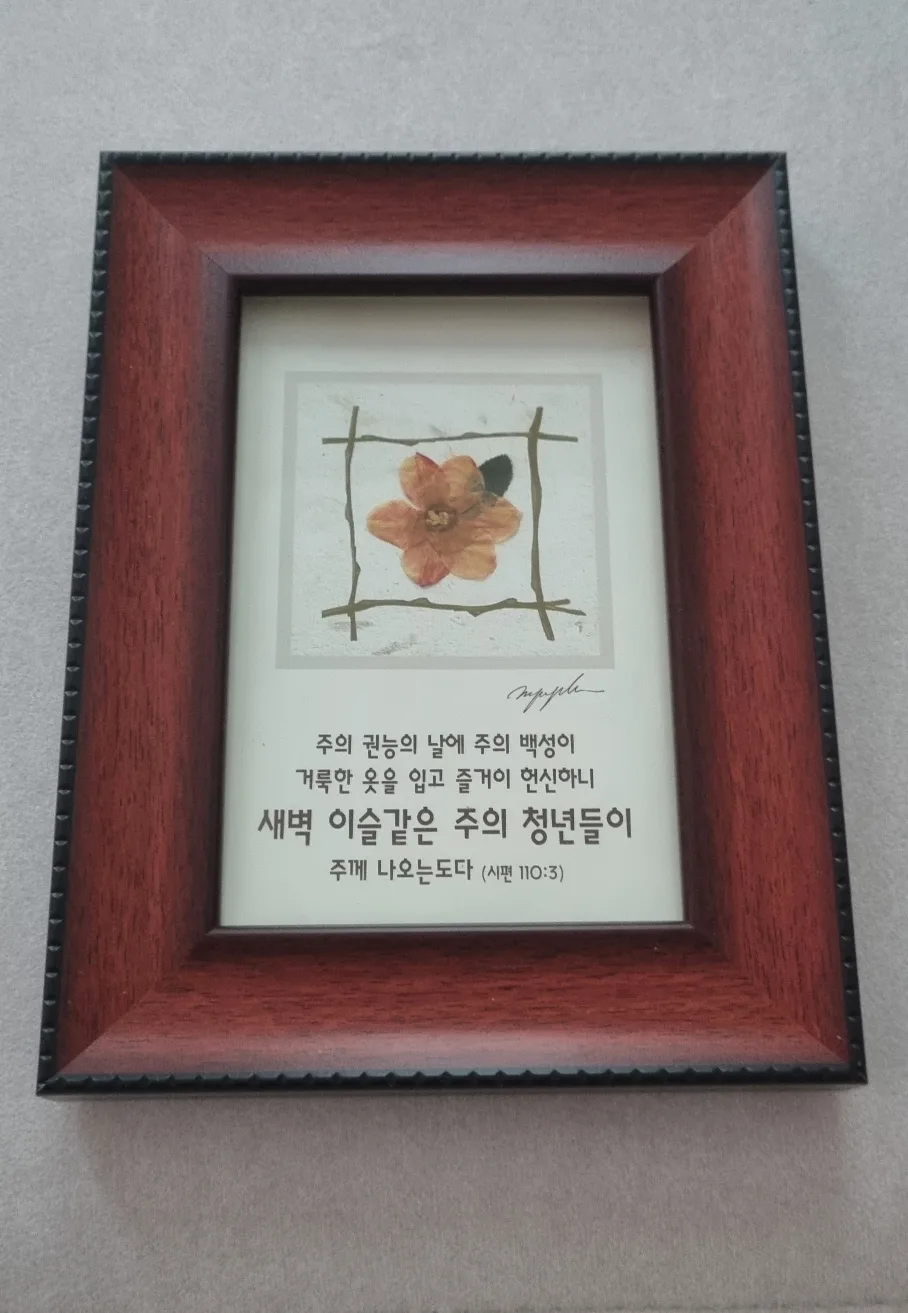 주의 권능의 날에 주의 백성이
거룩한 옷을 입고 즐거이 헌신하니
새벽 이슬같은 주의 청년들이
주께 나오는도다 (시편 110:3)